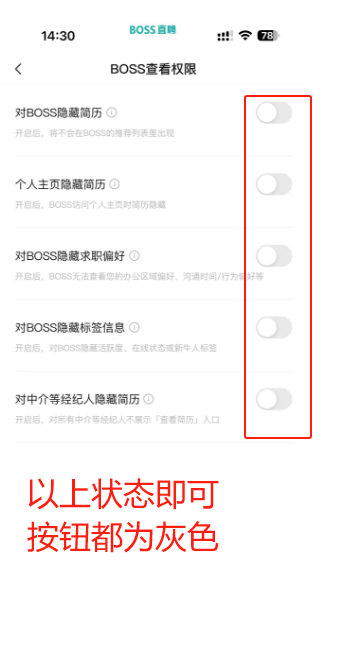 14:30
BOSS直聘
78
BOSS查看权限
对BOSS隐藏简历
开启后，将不会在BOSS的推荐列表里出现
个人主页隐藏简历
开启后，BOSS访问个人主页时简历隐藏
对BOSS隐藏求职偏好
开启后，BOSS无法查看您的办公区域偏好、沟通时间/行为偏好等
对BOSS隐藏标签信息
开启后，对BOSS隐藏活跃度、在线状态或新牛人标签
对中介等经纪人隐藏简历
开启后，对所有中介等经纪人不展示「查看简历」入口
以上状态即可
按钮都为灰色